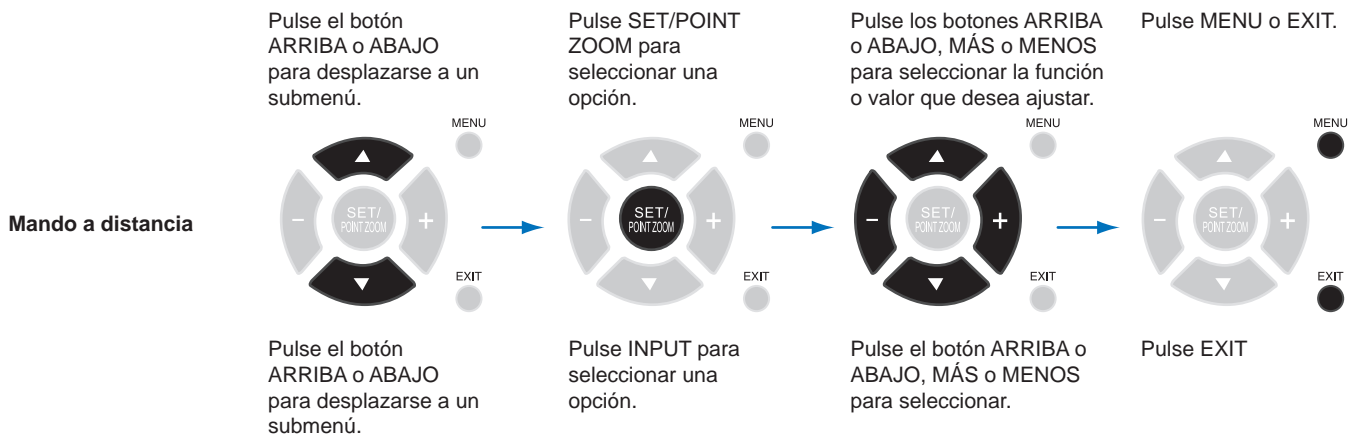 Pulse el botón
ARRIBA o ABAJO
para desplazarse a un
submenú.
Pulse SET/POINT
ZOOM para
seleccionar una
opción.
Pulse los botones ARRIBA
o ABAJO, MÁS o MENOS
para seleccionar la función
o valor que desea ajustar.
Pulse MENU o EXIT.
Mando a distancia
MENU
–
SET/
POINT ZOOM
+
EXIT
MENU
–
SET/
POINT ZOOM
+
EXIT
MENU
–
SET/
POINT ZOOM
+
EXIT
MENU
–
SET/
POINT ZOOM
+
EXIT
Pulse el botón
ARRIBA o ABAJO
para desplazarse a un
submenú.
Pulse INPUT para
seleccionar una
opción.
Pulse el botón ARRIBA o
ABAJO, MÁS o MENOS
para seleccionar.
Pulse EXIT